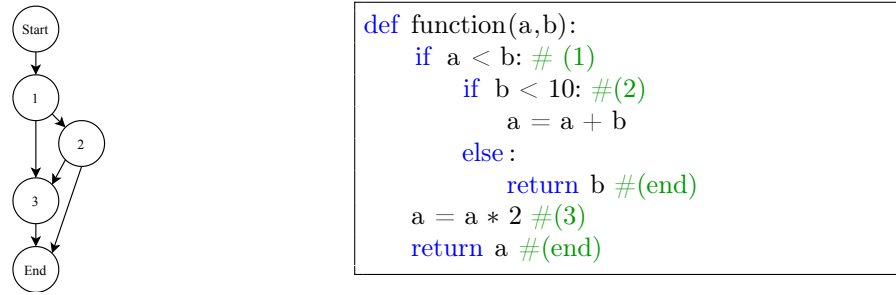 Start
1
2
3
End
def function(a,b):
    if a < b: # (1)
        if b < 10: #(2)
            a = a + b
        else:
            return b #(end)
    a = a * 2 #(3)
    return a #(end)